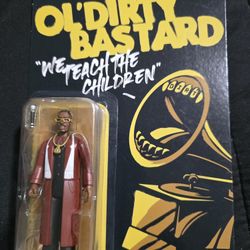 OL' DIRTY
BASTARD
"WE TEACH THE
CHILDREN"